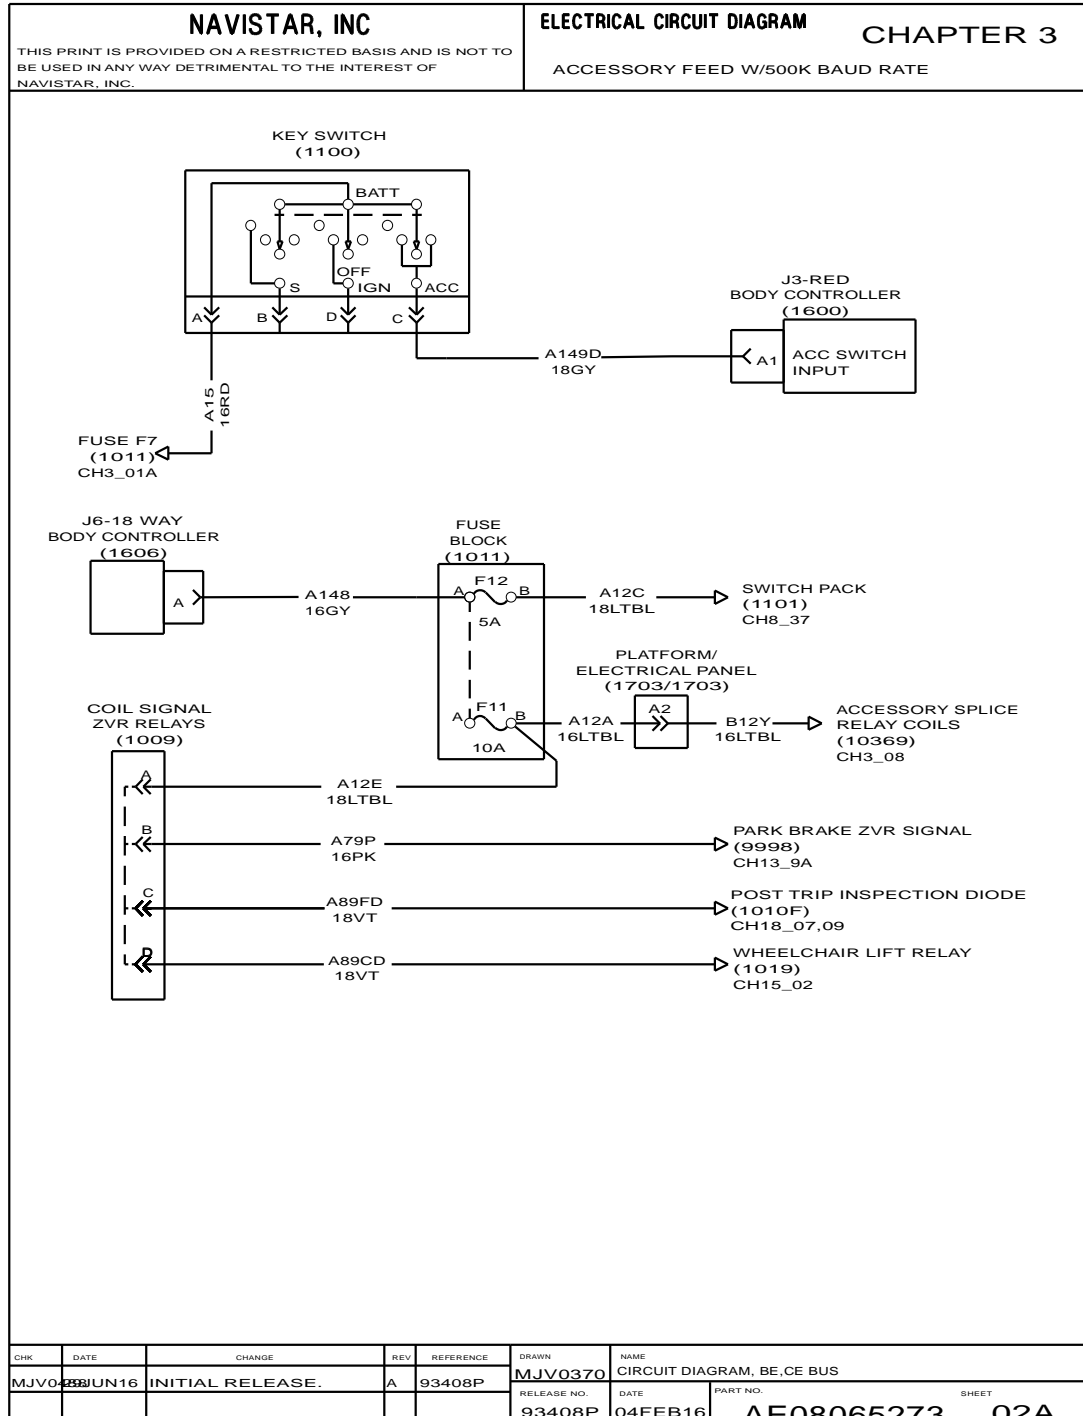 NAVISTAR, INC
THIS PRINT IS PROVIDED ON A RESTRICTED BASIS AND IS NOT TO
BE USED IN ANY WAY DETRIMENTAL TO THE INTEREST OF
NAVISTAR, INC.
ELECTRICAL CIRCUIT DIAGRAM
CHAPTER 3
ACCESSORY FEED W/500K BAUD RATE
KEY SWITCH
(1100)
BATT
OFF
S
IGN
ACC
A
B
D
C
J3-RED
BODY CONTROLLER
(1600)
A149D
18GY
A1
ACC SWITCH
INPUT
A15
16RD
FUSE F7
(1011)
CH3_01A
J6-18 WAY
BODY CONTROLLER
(1606)
A
A148
16GY
FUSE
BLOCK
(1011)
A
F12
B
5A
A12C
18LTBL
SWITCH PACK
(1101)
CH8_37
PLATFORM/
ELECTRICAL PANEL
(1703/1703)
A
F11
B
10A
A12A
16LTBL
A2
B12Y
16LTBL
ACCESSORY SPLICE
RELAY COILS
(10369)
CH3_08
COIL SIGNAL
ZVR RELAYS
(1009)
A
A12E
18LTBL
B
A79P
16PK
PARK BRAKE ZVR SIGNAL
(9998)
CH13_9A
C
A89FD
18VT
POST TRIP INSPECTION DIODE
(1010F)
CH18_07,09
D
A89CD
18VT
WHEELCHAIR LIFT RELAY
(1019)
CH15_02
CHK
DATE
CHANGE
REV
REFERENCE
INITIAL RELEASE.
A
93408P
DRAWN
MJV0370
NAME
CIRCUIT DIAGRAM, BE,CE BUS
RELEASE NO.
93408P
DATE
04FEB16
PART NO.
AE08065273
SHEET
02A